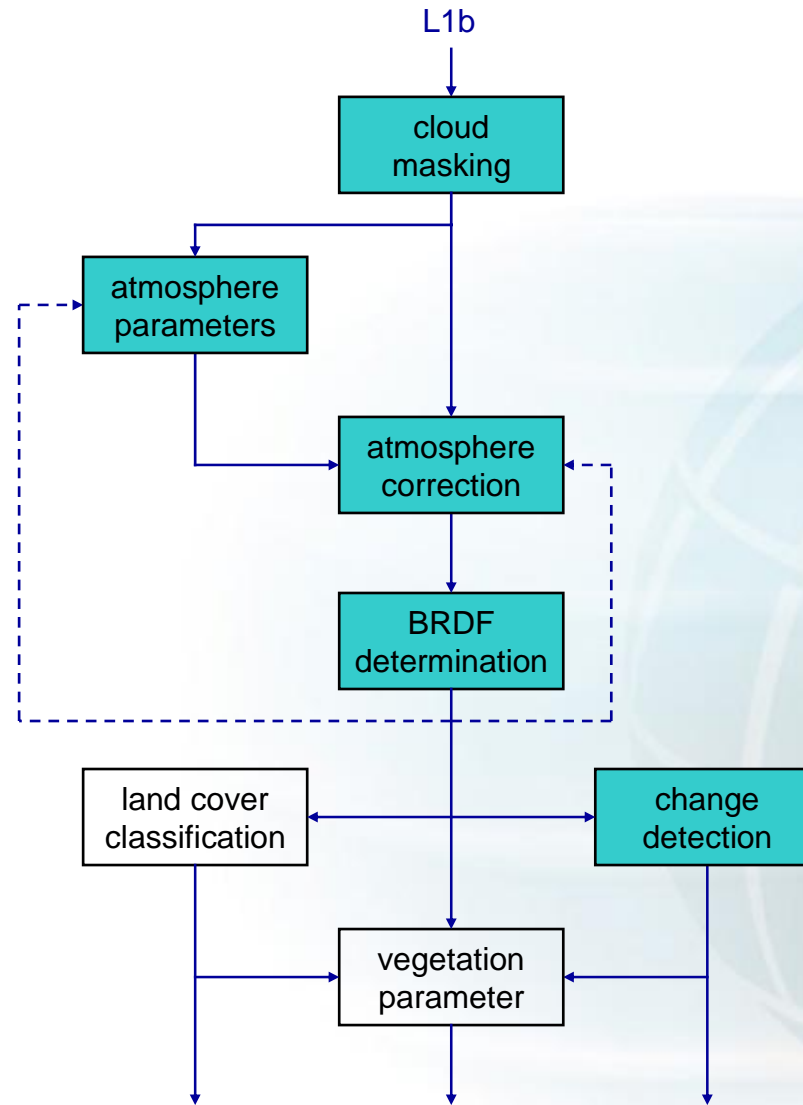 L1b
cloud
masking
atmosphere
parameters
atmosphere
correction
BRDF
determination
land cover
classification
change
detection
vegetation
parameter